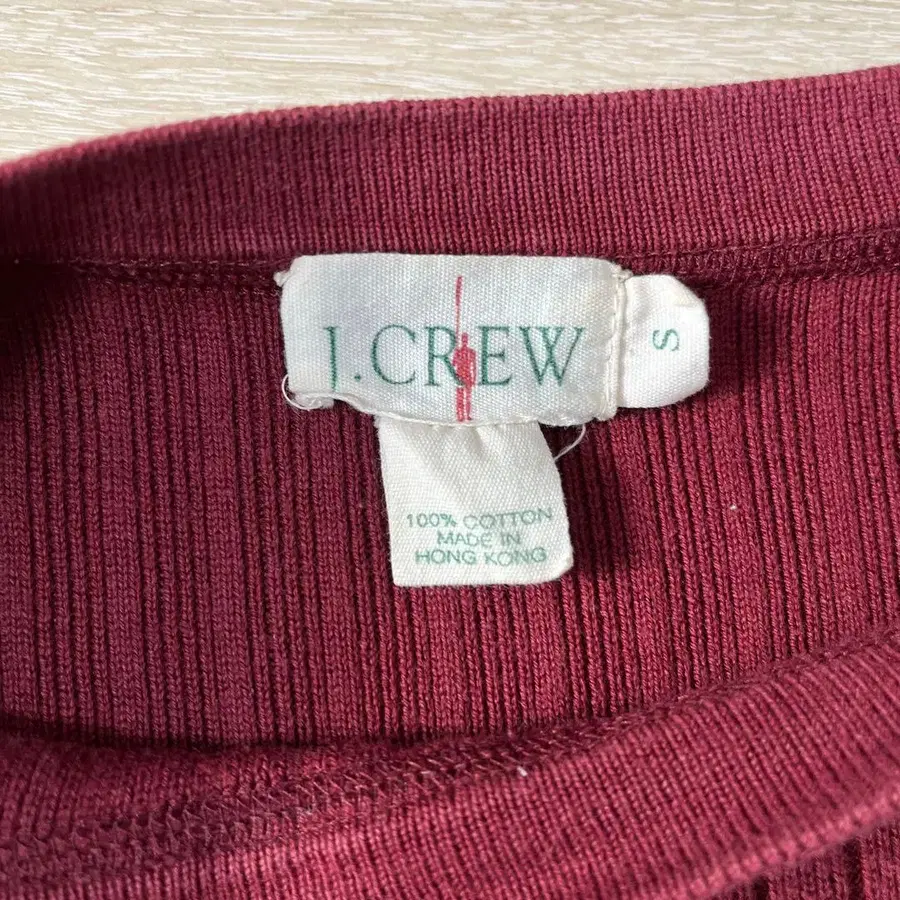 J.CREW
S
100% COTTON
MADE IN
HONG KONG